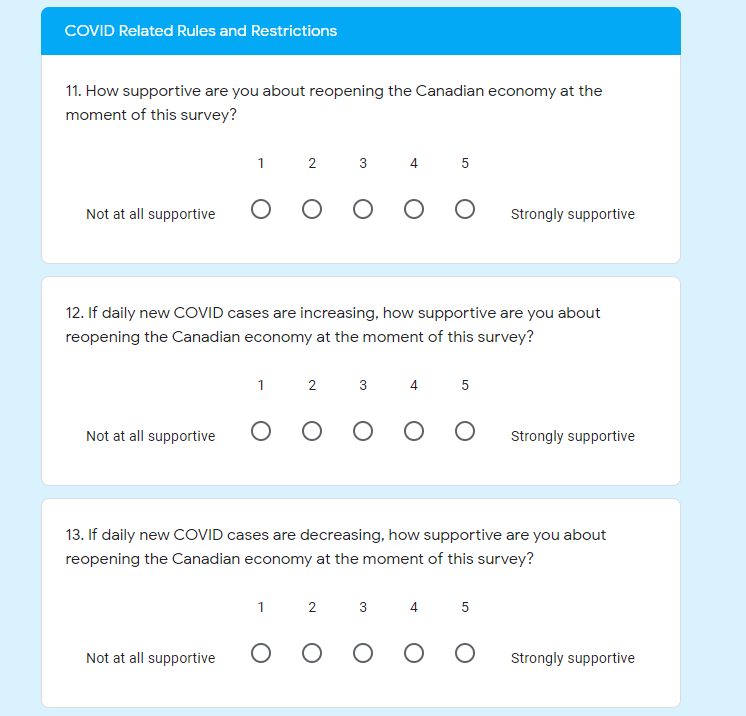 COVID Related Rules and Restrictions
11. How supportive are you about reopening the Canadian economy at the
moment of this survey?
1 2 3 4 5
Not at all supportive Strongly supportive
12. If daily new COVID cases are increasing, how supportive are you about
reopening the Canadian economy at the moment of this survey?
1 2 3 4 5
Not at all supportive Strongly supportive
13. If daily new COVID cases are decreasing, how supportive are you about
reopening the Canadian economy at the moment of this survey?
1 2 3 4 5
Not at all supportive Strongly supportive